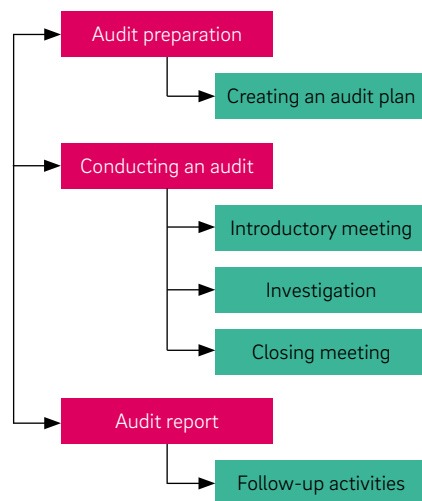 Audit preparation
Creating an audit plan
Conducting an audit
Introductory meeting
Investigation
Closing meeting
Audit report
Follow-up activities